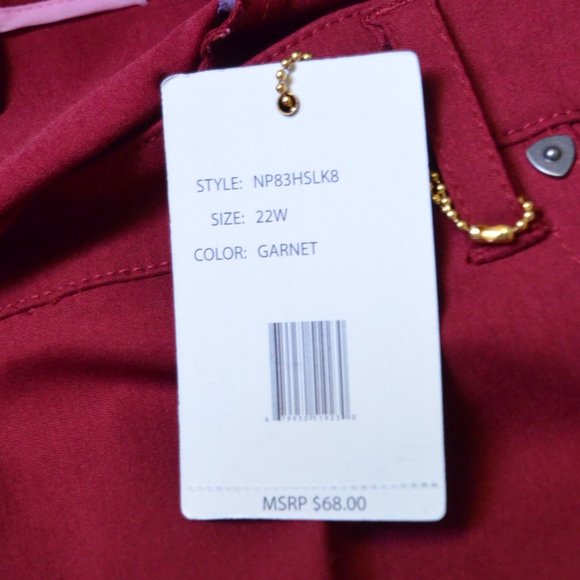 STYLE: NP83HSLK8
SIZE: 22W
COLOR: GARNET
MSRP $68.00